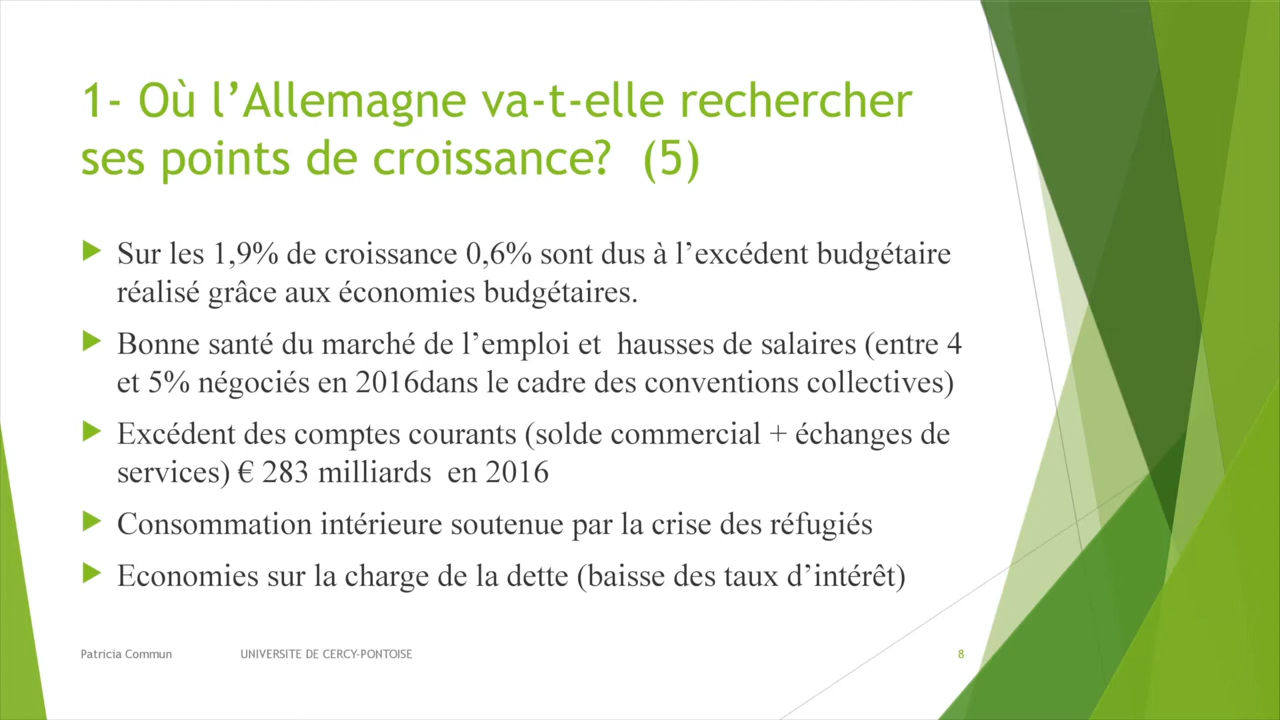 1- Où l’Allemagne va-t-elle rechercher
ses points de croissance? (5)
Sur les 1,9% de croissance 0,6% sont dus à l’excédent budgétaire
réalisé grâce aux économies budgétaires.
Bonne santé du marché de l’emploi et hausses de salaires (entre 4
et 5% négociés en 2016dans le cadre des conventions collectives)
Excédent des comptes courants (solde commercial + échanges de
services) € 283 milliards en 2016
Consommation intérieure soutenue par la crise des réfugiés
Economies sur la charge de la dette (baisse des taux d’intérêt)
Patricia Commun UNIVERSITE DE CERCY-PONTOISE 8